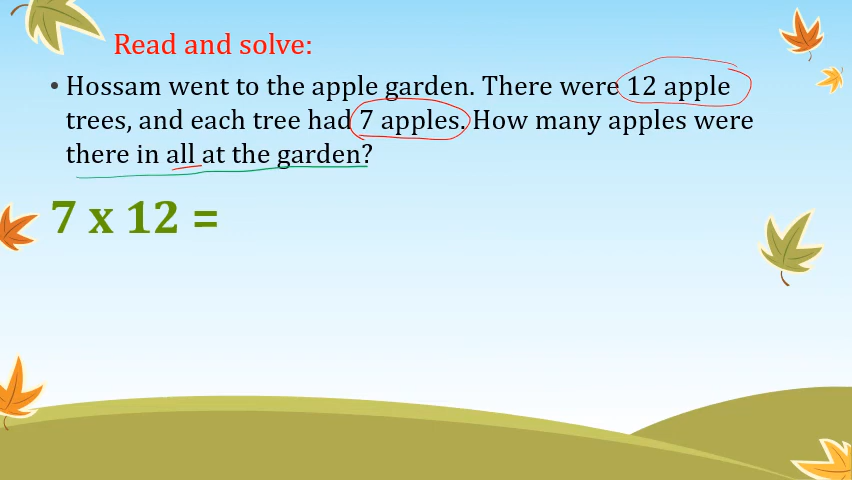 Read and solve:
• Hossam went to the apple garden. There were 12 apple
trees, and each tree had 7 apples. How many apples were
there in all at the garden?
7 x 12 =